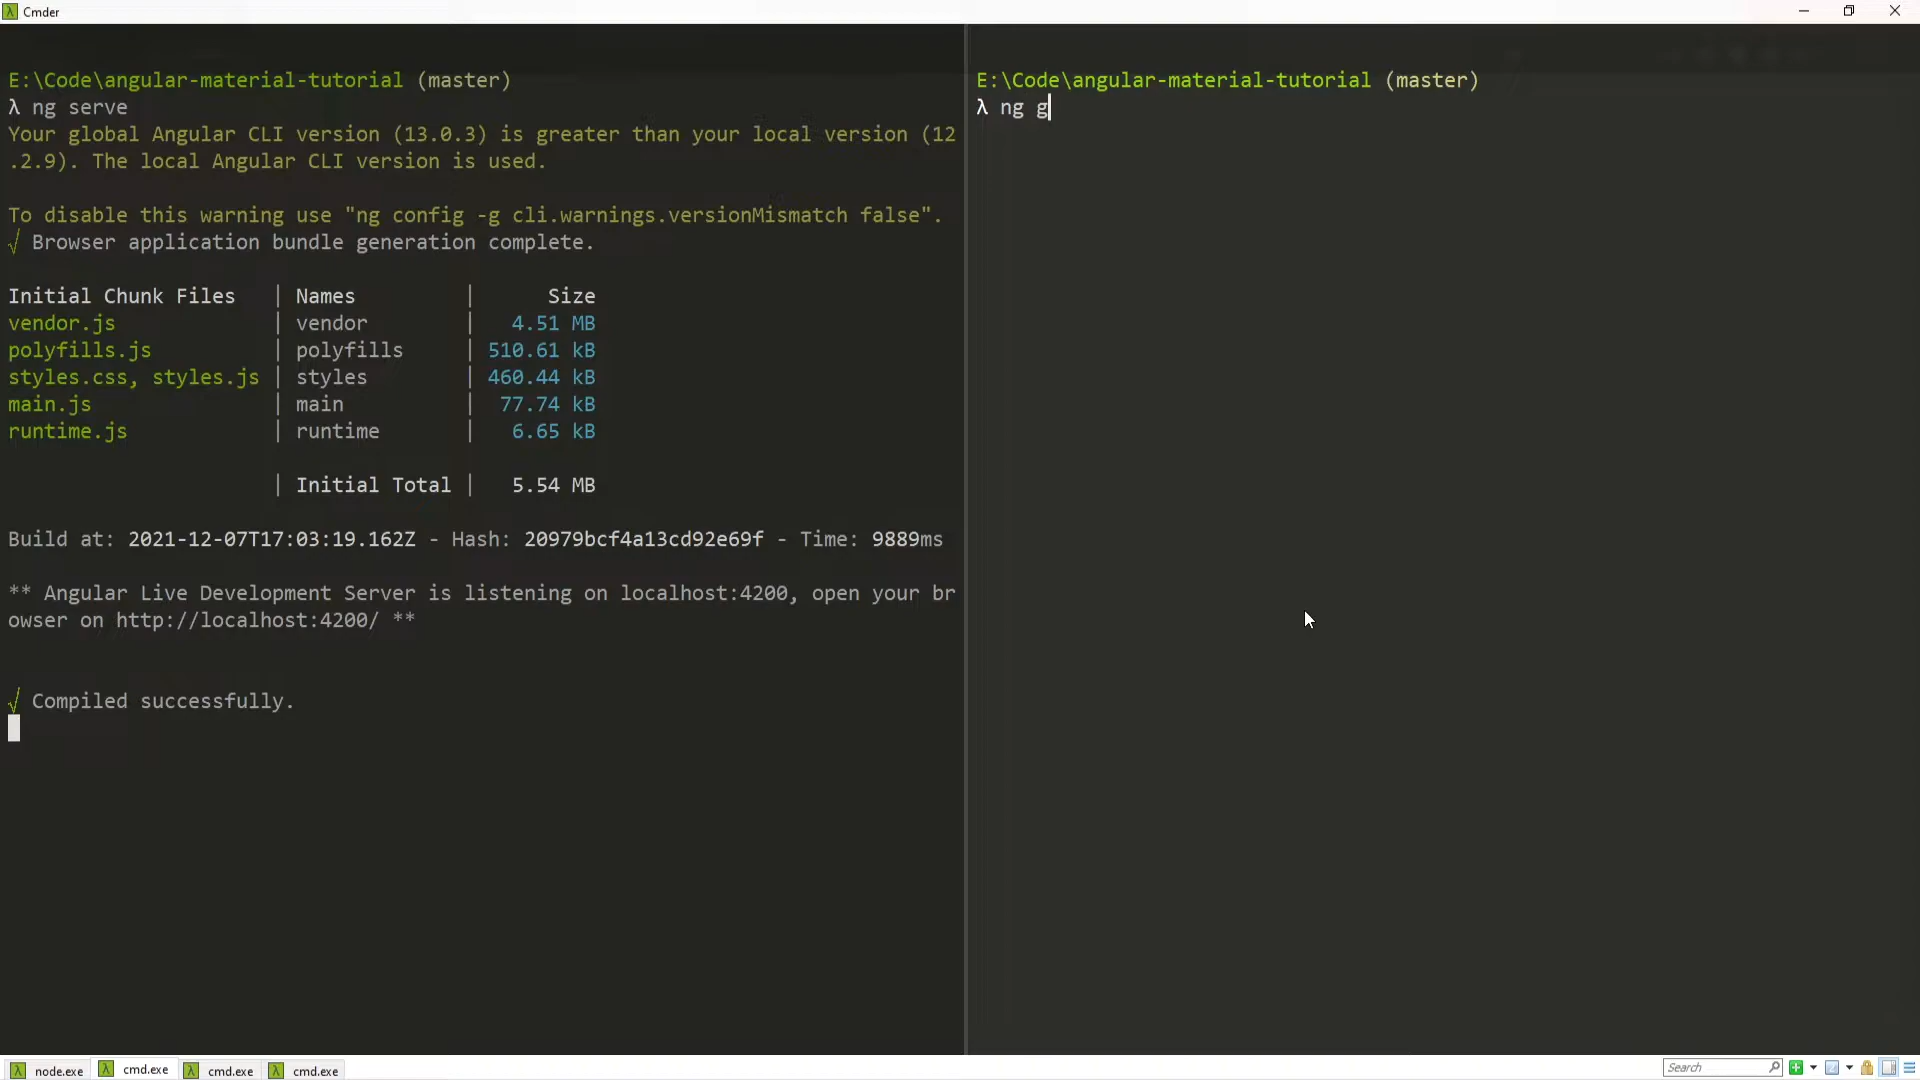 Cmder
E:\Code\angular-material-tutorial (master)
λ ng serve
Your global Angular CLI version (13.0.3) is greater than your local version (12
.2.9). The local Angular CLI version is used.
To disable this warning use "ng config -g cli.warnings.versionMismatch false".
√ Browser application bundle generation complete.
Initial Chunk Files | Names | Size
vendor.js | vendor | 4.51 MB
polyfills.js | polyfills | 510.61 kB
styles.css, styles.js | styles | 460.44 kB
main.js | main | 77.74 kB
runtime.js | runtime | 6.65 kB
| Initial Total | 5.54 MB
Build at: 2021-12-07T17:03:19.162Z - Hash: 20979bcf4a13cd92e69f - Time: 9889ms
** Angular Live Development Server is listening on localhost:4200, open your br
owser on http://localhost:4200/ **
√ Compiled successfully.
E:\Code\angular-material-tutorial (master)
λ ng g
node.exe
cmd.exe
cmd.exe
cmd.exe
Search